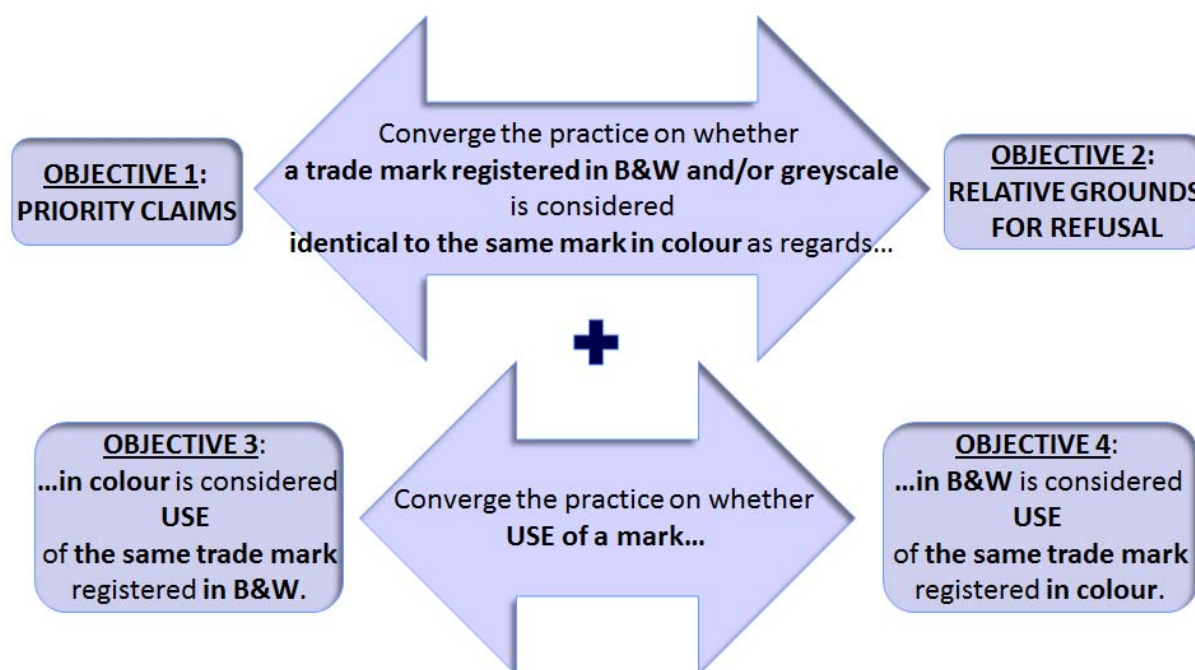 Converge the practice on whether
a trade mark registered in B&W and/or greyscale
is considered
identical to the same mark in colour as regards...
OBJECTIVE 1:
PRIORITY CLAIMS
OBJECTIVE 2:
RELATIVE GROUNDS
FOR REFUSAL
Converge the practice on whether
USE of a mark...
OBJECTIVE 3:
...in colour is considered
USE
of the same trade mark
registered in B&W.
OBJECTIVE 4:
...in B&W is considered
USE
of the same trade mark
registered in colour.